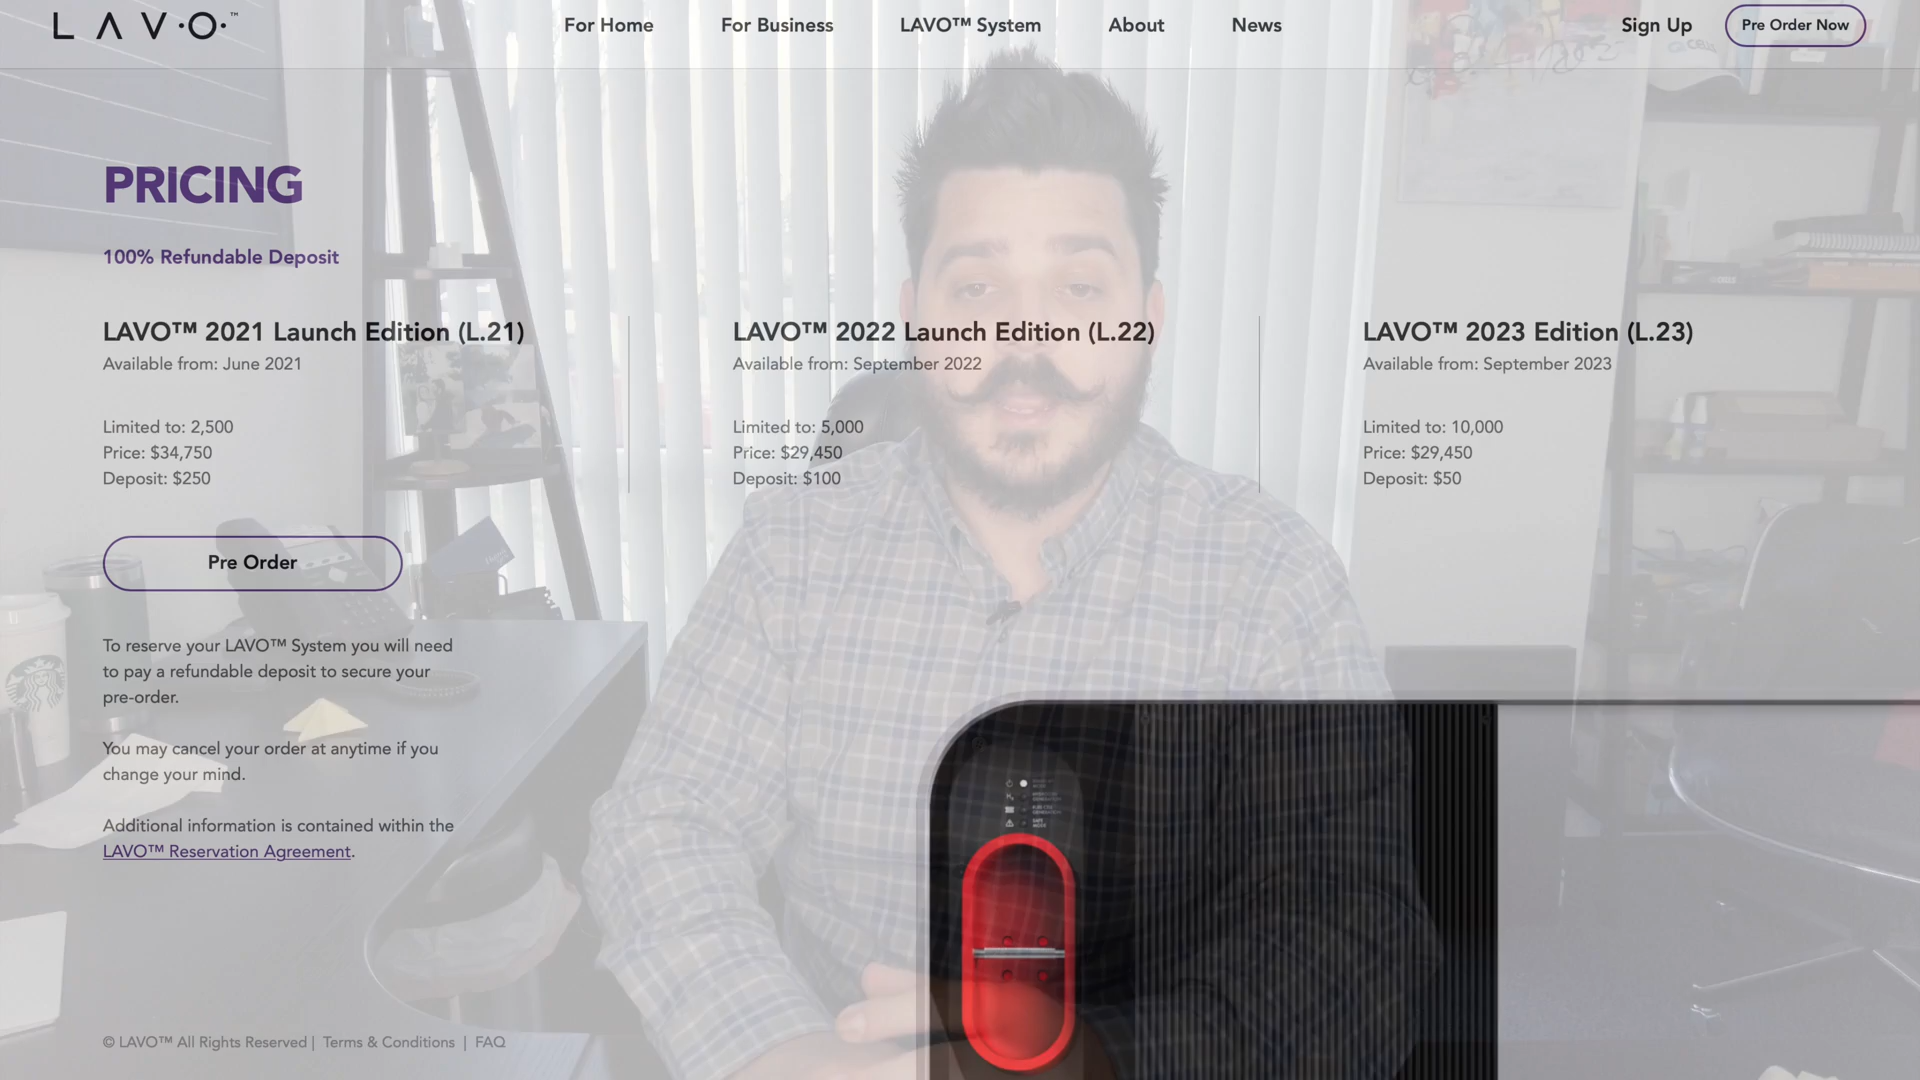 LAVO™
For Home
For Business
LAVO™ System
About
News
Sign Up
Pre Order Now
PRICING
100% Refundable Deposit
LAVO™ 2021 Launch Edition (L.21)
Available from: June 2021
Limited to: 2,500
Price: $34,750
Deposit: $250
LAVO™ 2022 Launch Edition (L.22)
Available from: September 2022
Limited to: 5,000
Price: $29,450
Deposit: $100
LAVO™ 2023 Edition (L.23)
Available from: September 2023
Limited to: 10,000
Price: $29,450
Deposit: $50
Pre Order
To reserve your LAVO™ System you will need
to pay a refundable deposit to secure your
pre-order.
You may cancel your order at anytime if you
change your mind.
Additional information is contained within the
LAVO™ Reservation Agreement.
© LAVO™ All Rights Reserved | Terms & Conditions | FAQ